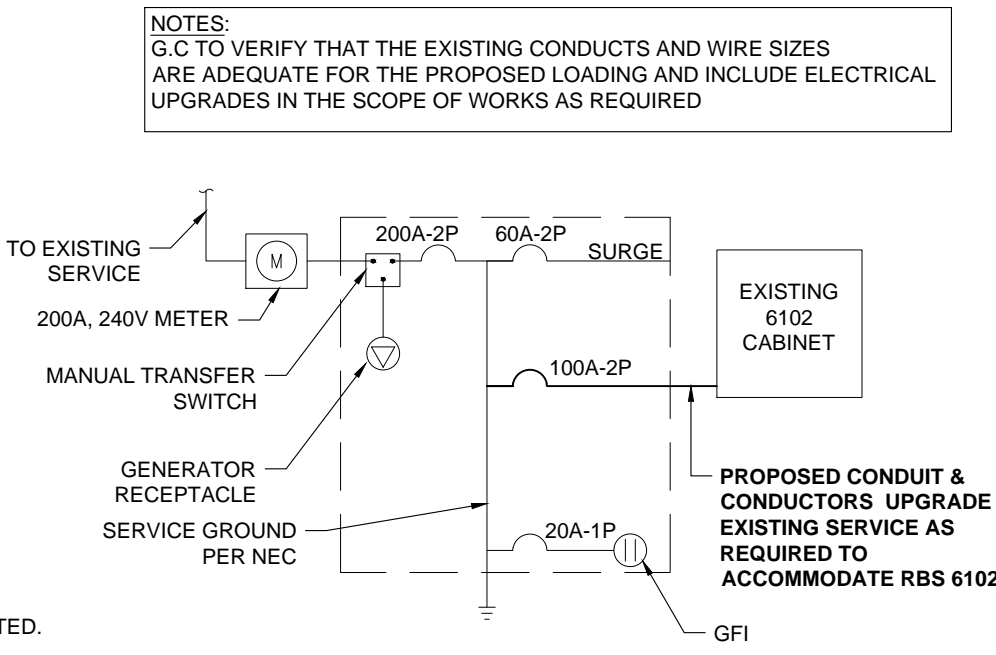 NOTES:
G.C TO VERIFY THAT THE EXISTING CONDUCTS AND WIRE SIZES
ARE ADEQUATE FOR THE PROPOSED LOADING AND INCLUDE ELECTRICAL
UPGRADES IN THE SCOPE OF WORKS AS REQUIRED
TO EXISTING
SERVICE
M
200A, 240V METER
MANUAL TRANSFER
SWITCH
GENERATOR
RECEPTACLE
SERVICE GROUND
PER NEC
200A-2P
60A-2P
SURGE
100A-2P
20A-1P
EXISTING
6102
CABINET
PROPOSED CONDUIT &
CONDUCTORS UPGRADE
EXISTING SERVICE AS
REQUIRED TO
ACCOMMODATE RBS 6102
GFI
TED.